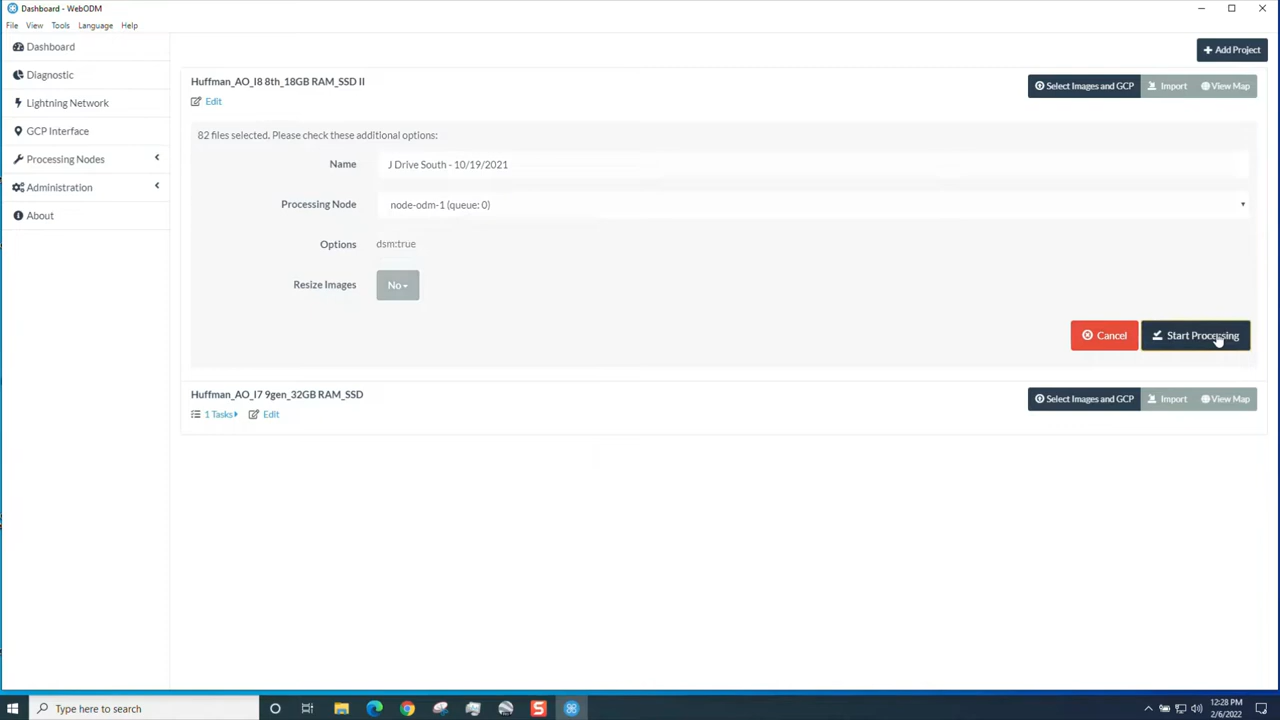 Dashboard - WebODM
File View Tools Language Help
Dashboard
Diagnostic
Lightning Network
GCP Interface
Processing Nodes
Administration
About
Add Project
Huffman_AO_I8 8th_18GB RAM_SSD II
Edit
Select Images and GCP Import View Map
82 files selected. Please check these additional options:
Name J Drive South - 10/19/2021
Processing Node node-odm-1 (queue: 0)
Options dsm:true
Resize Images No
Cancel Start Processing
Huffman_AO_I7 9gen_32GB RAM_SSD
1 Tasks Edit
Select Images and GCP Import View Map
Type here to search
12:28 PM
2/6/2022